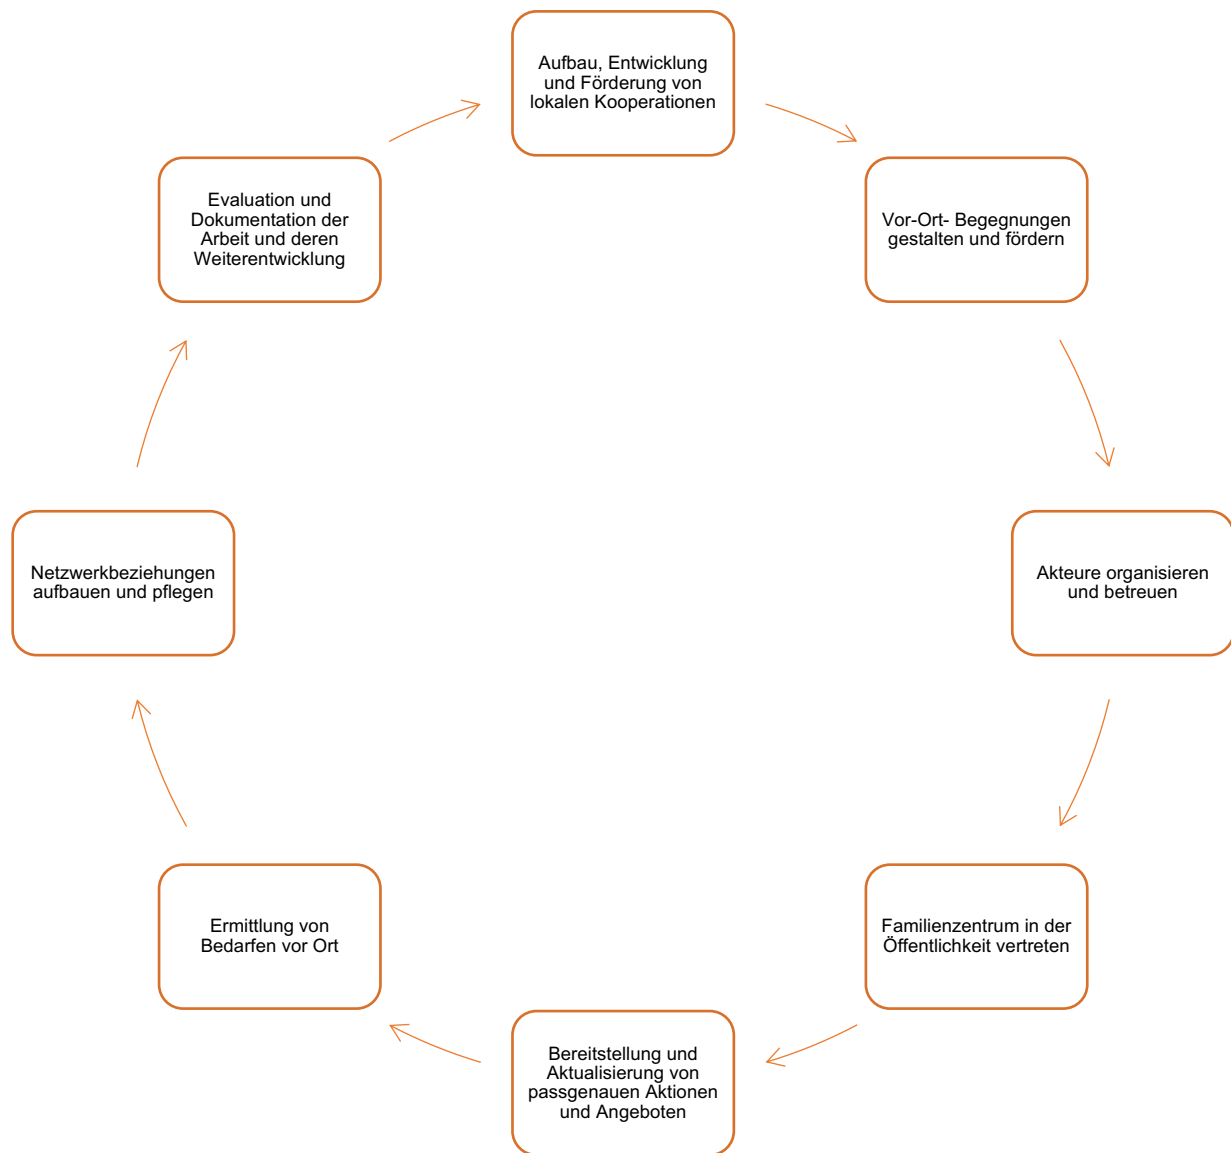 Aufbau, Entwicklung
und Förderung von
lokalen Kooperationen
Vor-Ort- Begegnungen
gestalten und fördern
Akteure organisieren
und betreuen
Familienzentrum in der
Öffentlichkeit vertreten
Bereitstellung und
Aktualisierung von
passgenauen Aktionen
und Angeboten
Ermittlung von
Bedarfen vor Ort
Netzwerkbeziehungen
aufbauen und pflegen
Evaluation und
Dokumentation der
Arbeit und deren
Weiterentwicklung